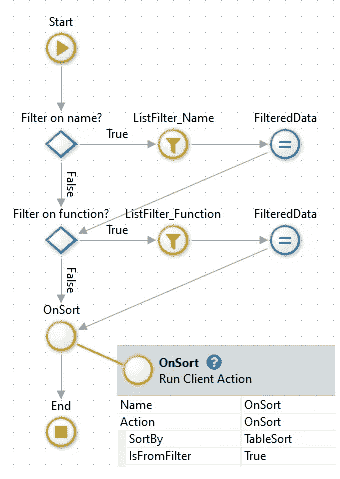 Start
Filter on name?
ListFilter_Name
FilteredData
True
False
Filter on function?
ListFilter_Function
FilteredData
True
False
OnSort
OnSort ?
Run Client Action
End
Name OnSort
Action OnSort
SortBy TableSort
IsFromFilter True